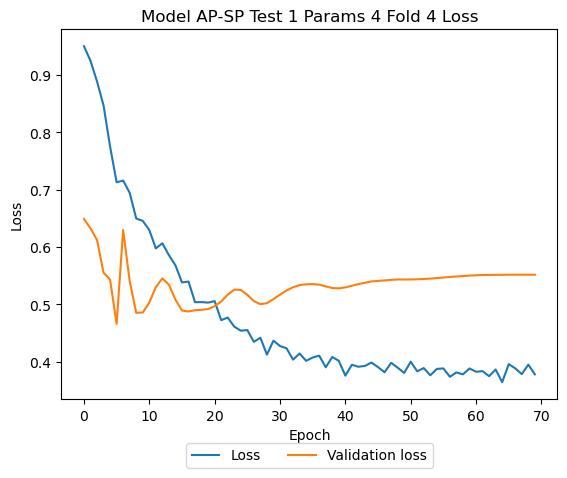 Model AP-SP Test 1 Params 4 Fold 4 Loss
Loss
0.9
0.8
0.7
0.6
0.5
0.4
0 10 20 30 40 50 60 70
Epoch
Loss Validation loss